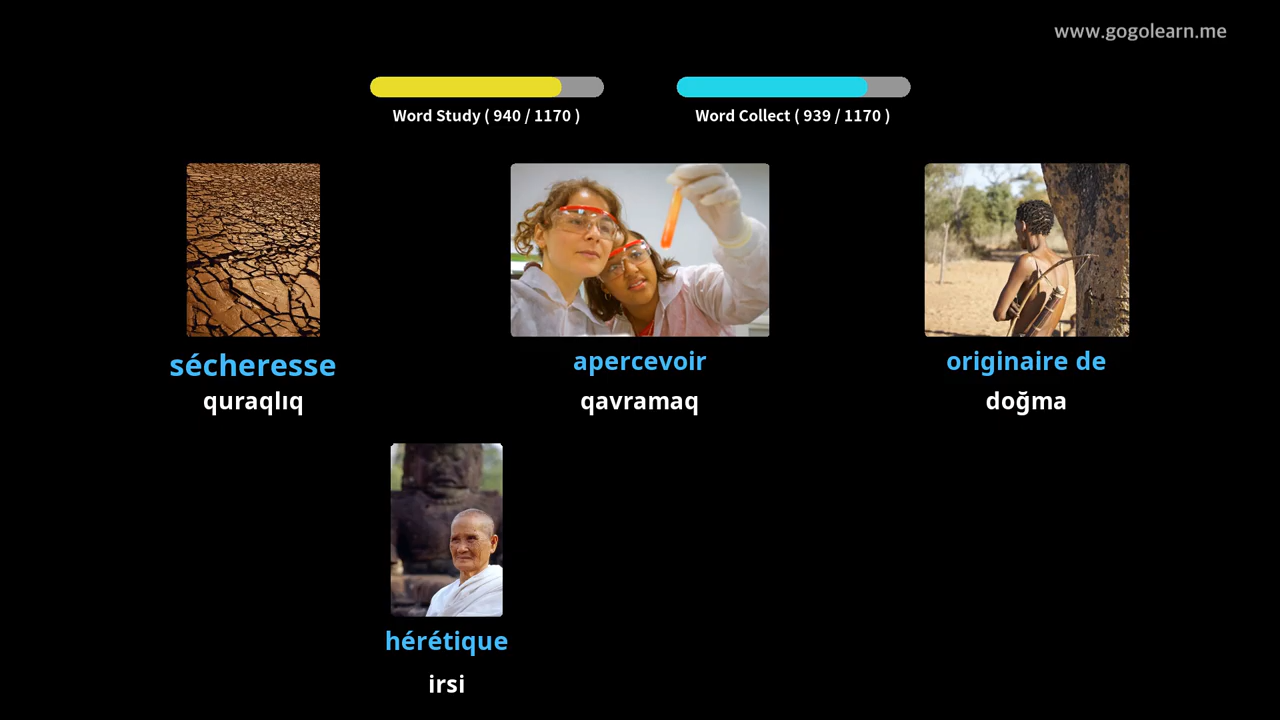 www.gogolearn.me
Word Study ( 940 / 1170 )
Word Collect ( 939 / 1170 )
sécheresse
quraqlıq
apercevoir
qavramaq
originaire de
doğma
hérétique
irsi